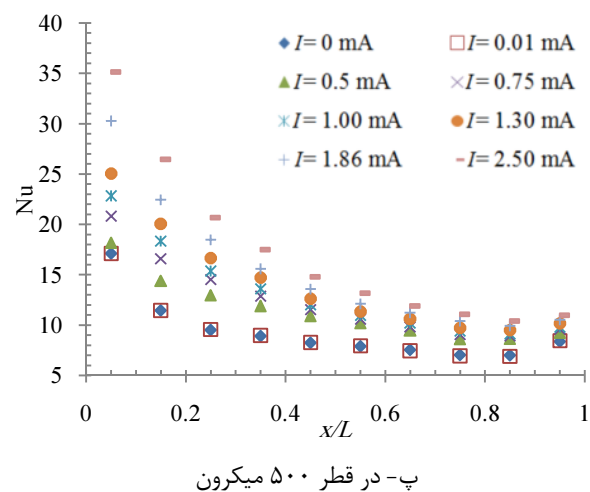 40
35
30
25
20
15
10
5
Nu
I= 0 mA
I= 0.01 mA
I= 0.5 mA
I= 0.75 mA
I= 1.00 mA
I= 1.30 mA
I= 1.86 mA
I= 2.50 mA
0
0.2
0.4
0.6
0.8
1
x/L
پ- در قطر ۵۰۰ میکرون